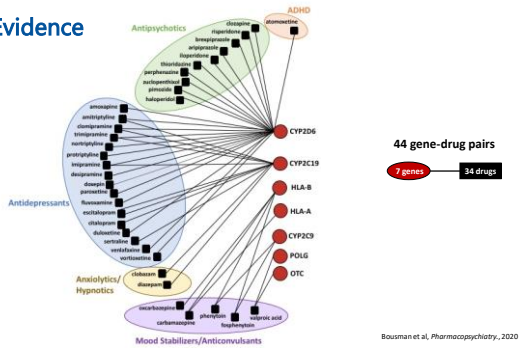 Evidence
ADHD
atomoxetine
Antipsychotics
clozapine
risperidone
brexpiprazole
aripiprazole
iloperidone
thioridazine
perphenazine
zuclopenthixol
pimozide
haloperidol
CYP2D6
CYP2C19
HLA-B
HLA-A
CYP2C9
POLG
OTC
44 gene-drug pairs
7 genes
34 drugs
Antidepressants
amoxapine
amitriptyline
clomipramine
trimipramine
nortriptyline
protriptyline
imipramine
desipramine
doxepin
paroxetine
fluvoxamine
escitalopram
citalopram
duloxetine
sertraline
venlafaxine
vortioxetine
Anxiolytics/
Hypnotics
clobazam
diazepam
oxcarbazepine
carbamazepine
phenytoin
fosphenytoin
valproic acid
Mood Stabilizers/Anticonvulsants
Bousman et al, Pharmacopsychiatry., 2020